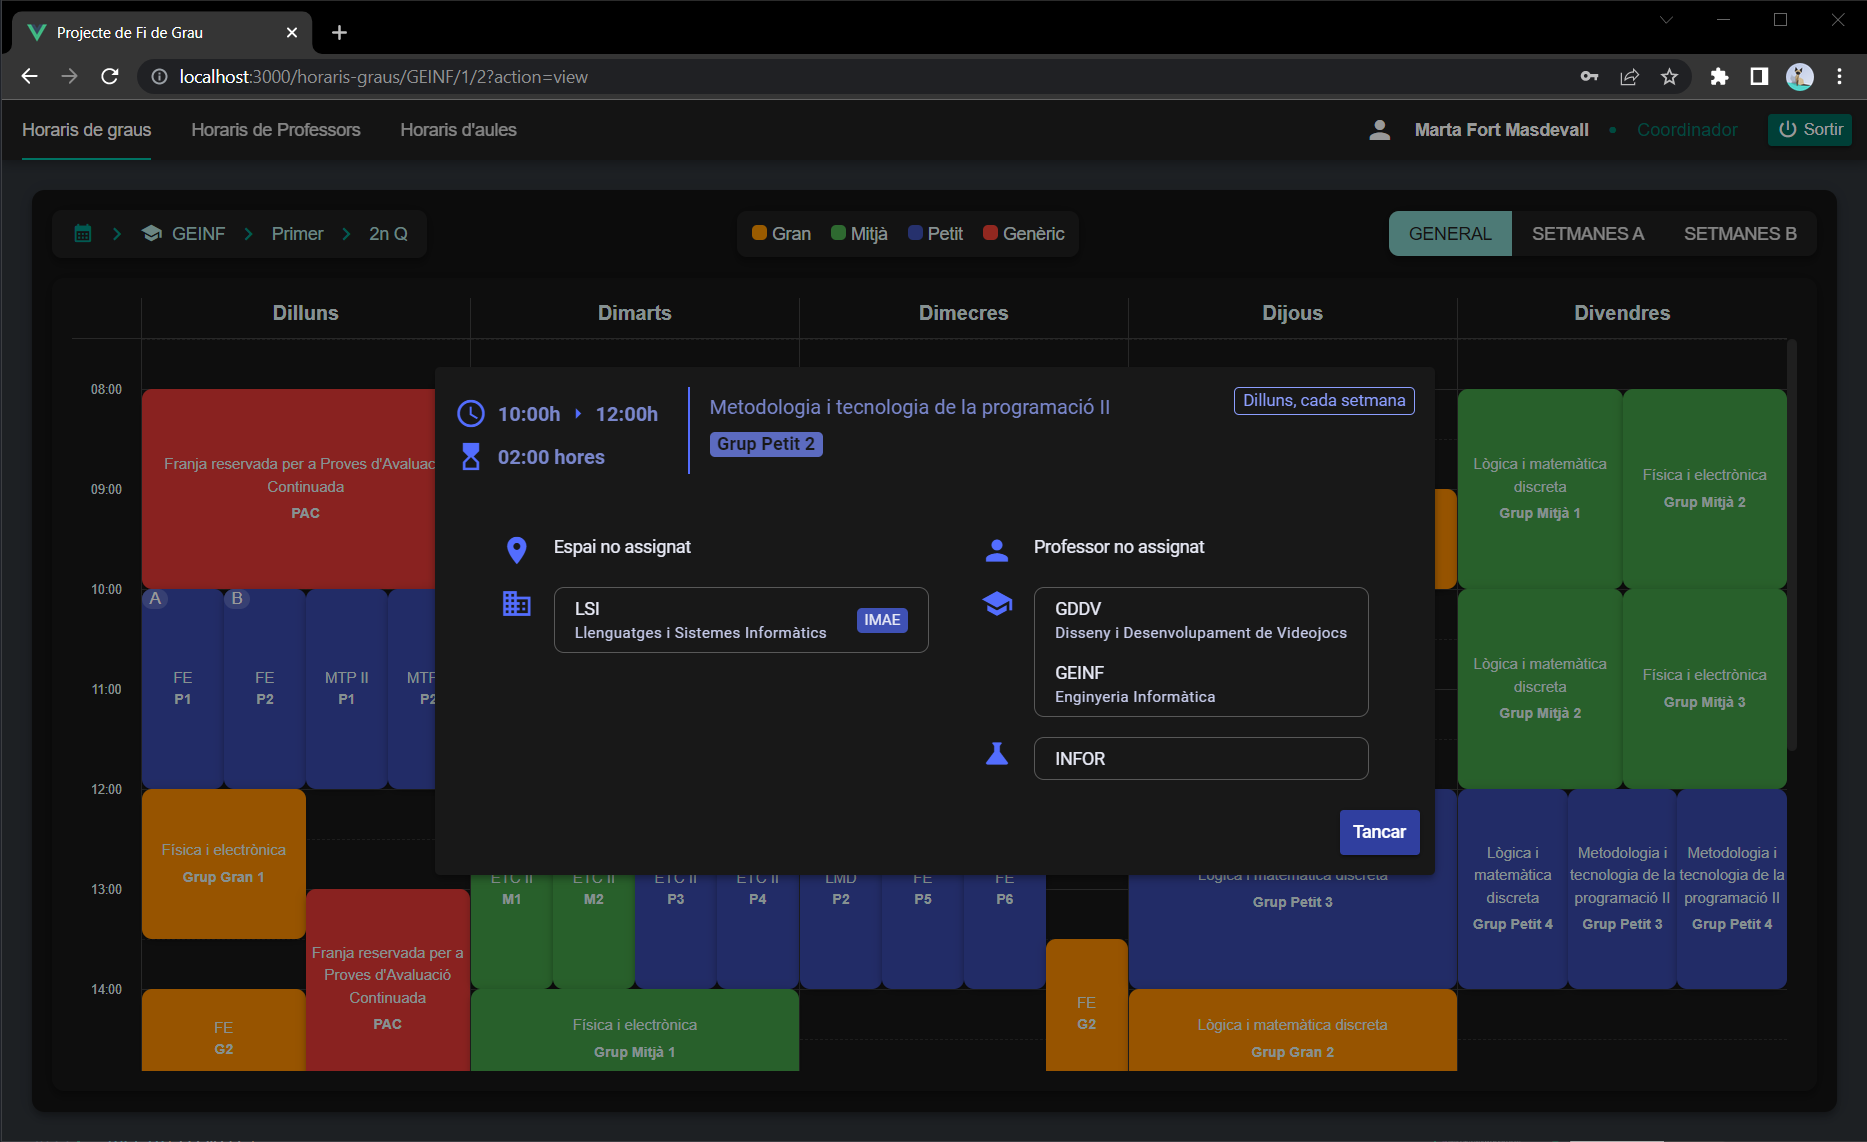 Projecte de Fi de Grau
localhost:3000/horaris-graus/GEINF/1/2?action=view
Horaris de graus
Horaris de Professors
Horaris d'aules
Marta Fort Masdevall
Coordinador
Sortir
GEINF
Primer
2n Q
Gran
Mitjà
Petit
Genèric
GENERAL
SETMANES A
SETMANES B
Dilluns
Dimarts
Dimecres
Dijous
Divendres
08:00
09:00
10:00
11:00
12:00
13:00
14:00
Franja reservada per a Proves d'Avaluac
Continuada
PAC
A
B
FE
P1
FE
P2
MTP II
P1
MTP
P2
Física i electrònica
Grup Gran 1
Franja reservada per a
Proves d'Avaluació
Continuada
PAC
FE
G2
10:00h
12:00h
02:00 hores
Metodologia i tecnologia de la programació II
Grup Petit 2
Dilluns, cada setmana
Espai no assignat
LSI
Llenguatges i Sistemes Informàtics
IMAE
Professor no assignat
GDDV
Disseny i Desenvolupament de Videojocs
GEINF
Enginyeria Informàtica
INFOR
Tancar
ETC II
M1
ETC II
M2
ETC II
P3
ETC II
P4
Física i electrònica
Grup Mitjà 1
LMD
P2
FE
P5
FE
P6
FE
G2
Lògica i matemàtica discreta
Grup Petit 3
Lògica i matemàtica discreta
Grup Gran 2
Lògica i matemàtica
discreta
Grup Mitjà 1
Física i electrònica
Grup Mitjà 2
Lògica i matemàtica
discreta
Grup Mitjà 2
Física i electrònica
Grup Mitjà 3
Lògica i
matemàtica
discreta
Grup Petit 4
Metodologia i
tecnologia de la
programació II
Grup Petit 3
Metodologia i
tecnologia de la
programació II
Grup Petit 4